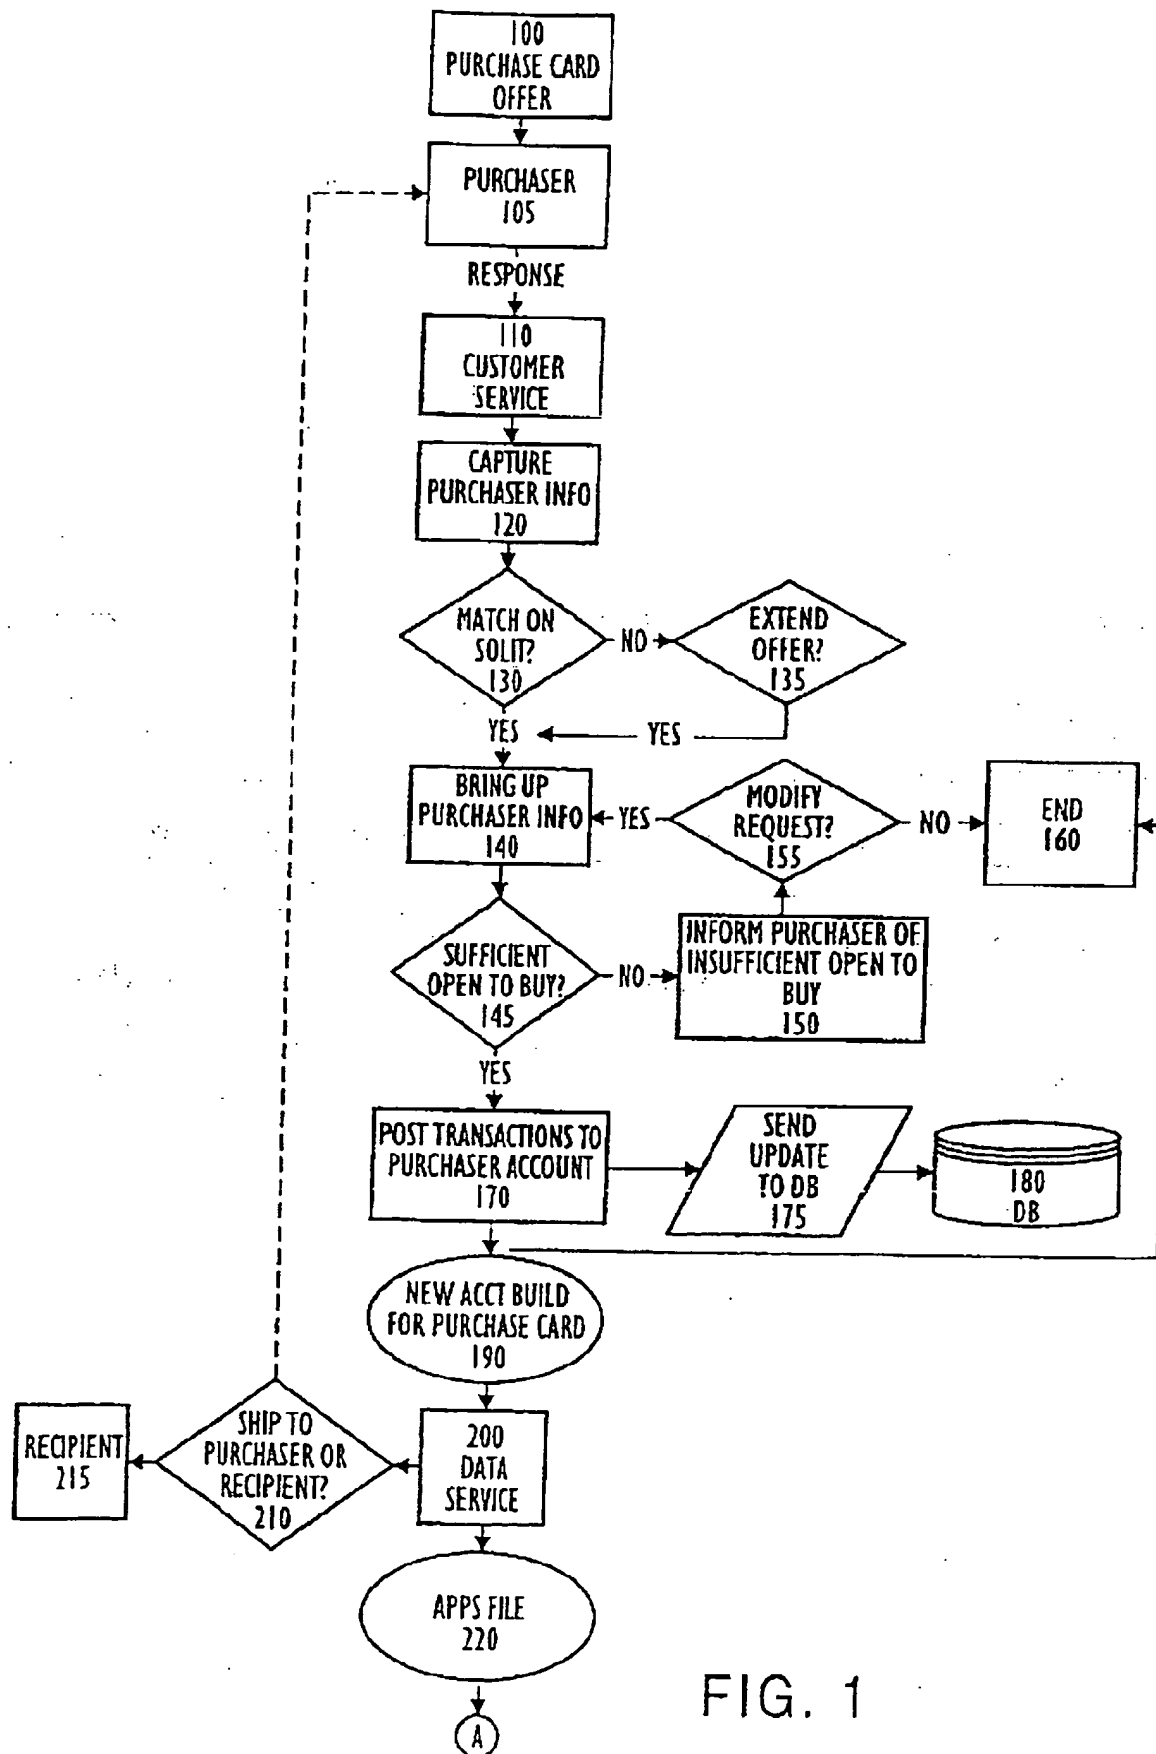 100
PURCHASE CARD
OFFER
PURCHASER
105
RESPONSE
110
CUSTOMER
SERVICE
CAPTURE
PURCHASER INFO
120
MATCH ON
SOLIT?
130
NO
EXTEND
OFFER?
135
YES
YES
BRING UP
PURCHASER INFO
140
YES
MODIFY
REQUEST?
155
NO
END
160
SUFFICIENT
OPEN TO BUY?
145
NO
INFORM PURCHASER OF
INSUFFICIENT OPEN TO
BUY
150
YES
POST TRANSACTIONS TO
PURCHASER ACCOUNT
170
SEND
UPDATE
TO DB
175
180
DB
NEW ACCT BUILD
FOR PURCHASE CARD
190
RECIPIENT
215
SHIP TO
PURCHASER OR
RECIPIENT?
210
200
DATA
SERVICE
APPS FILE
220
A
FIG. 1